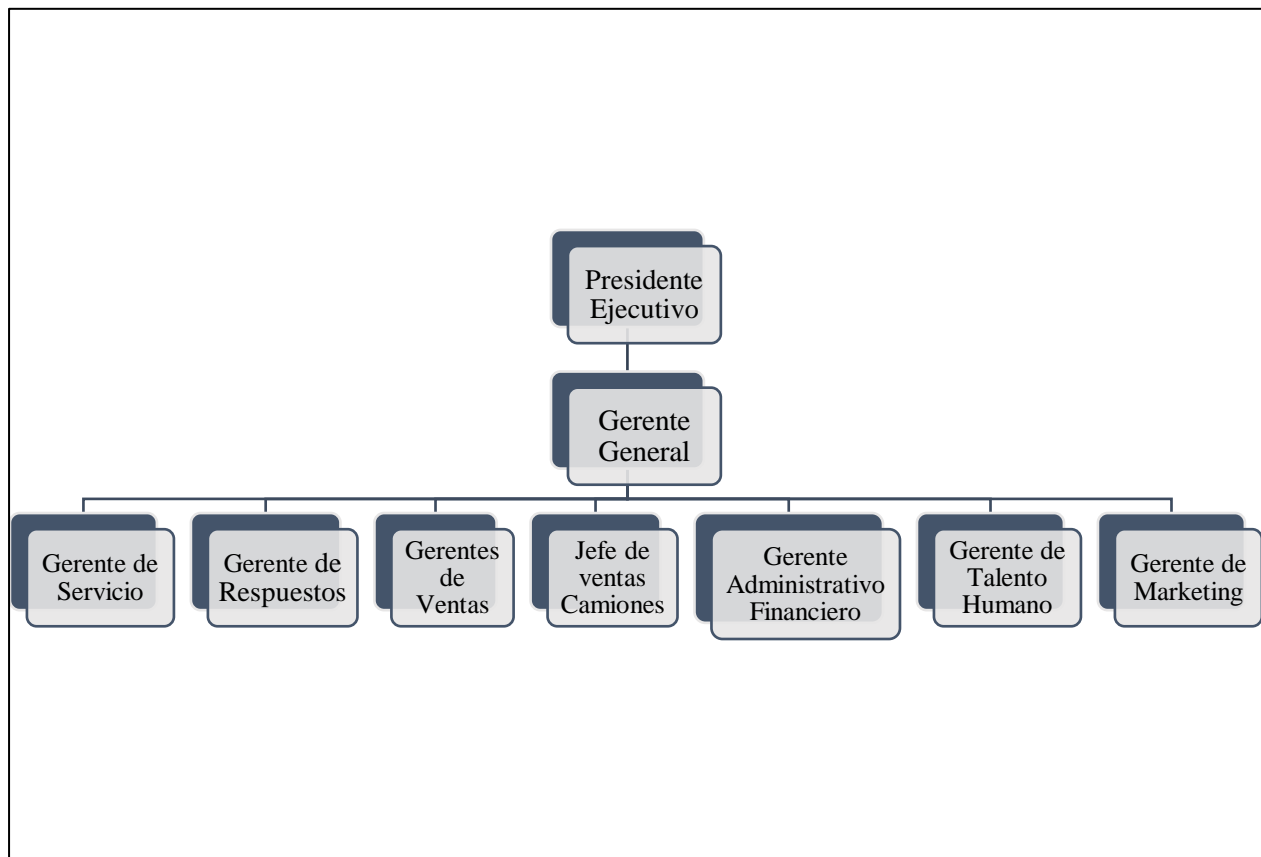 Presidente
Ejecutivo
Gerente
General
Gerente de
Servicio
Gerente de
Respuestos
Gerentes
de
Ventas
Jefe de
ventas
Camiones
Gerente
Administrativo
Financiero
Gerente de
Talento
Humano
Gerente de
Marketing